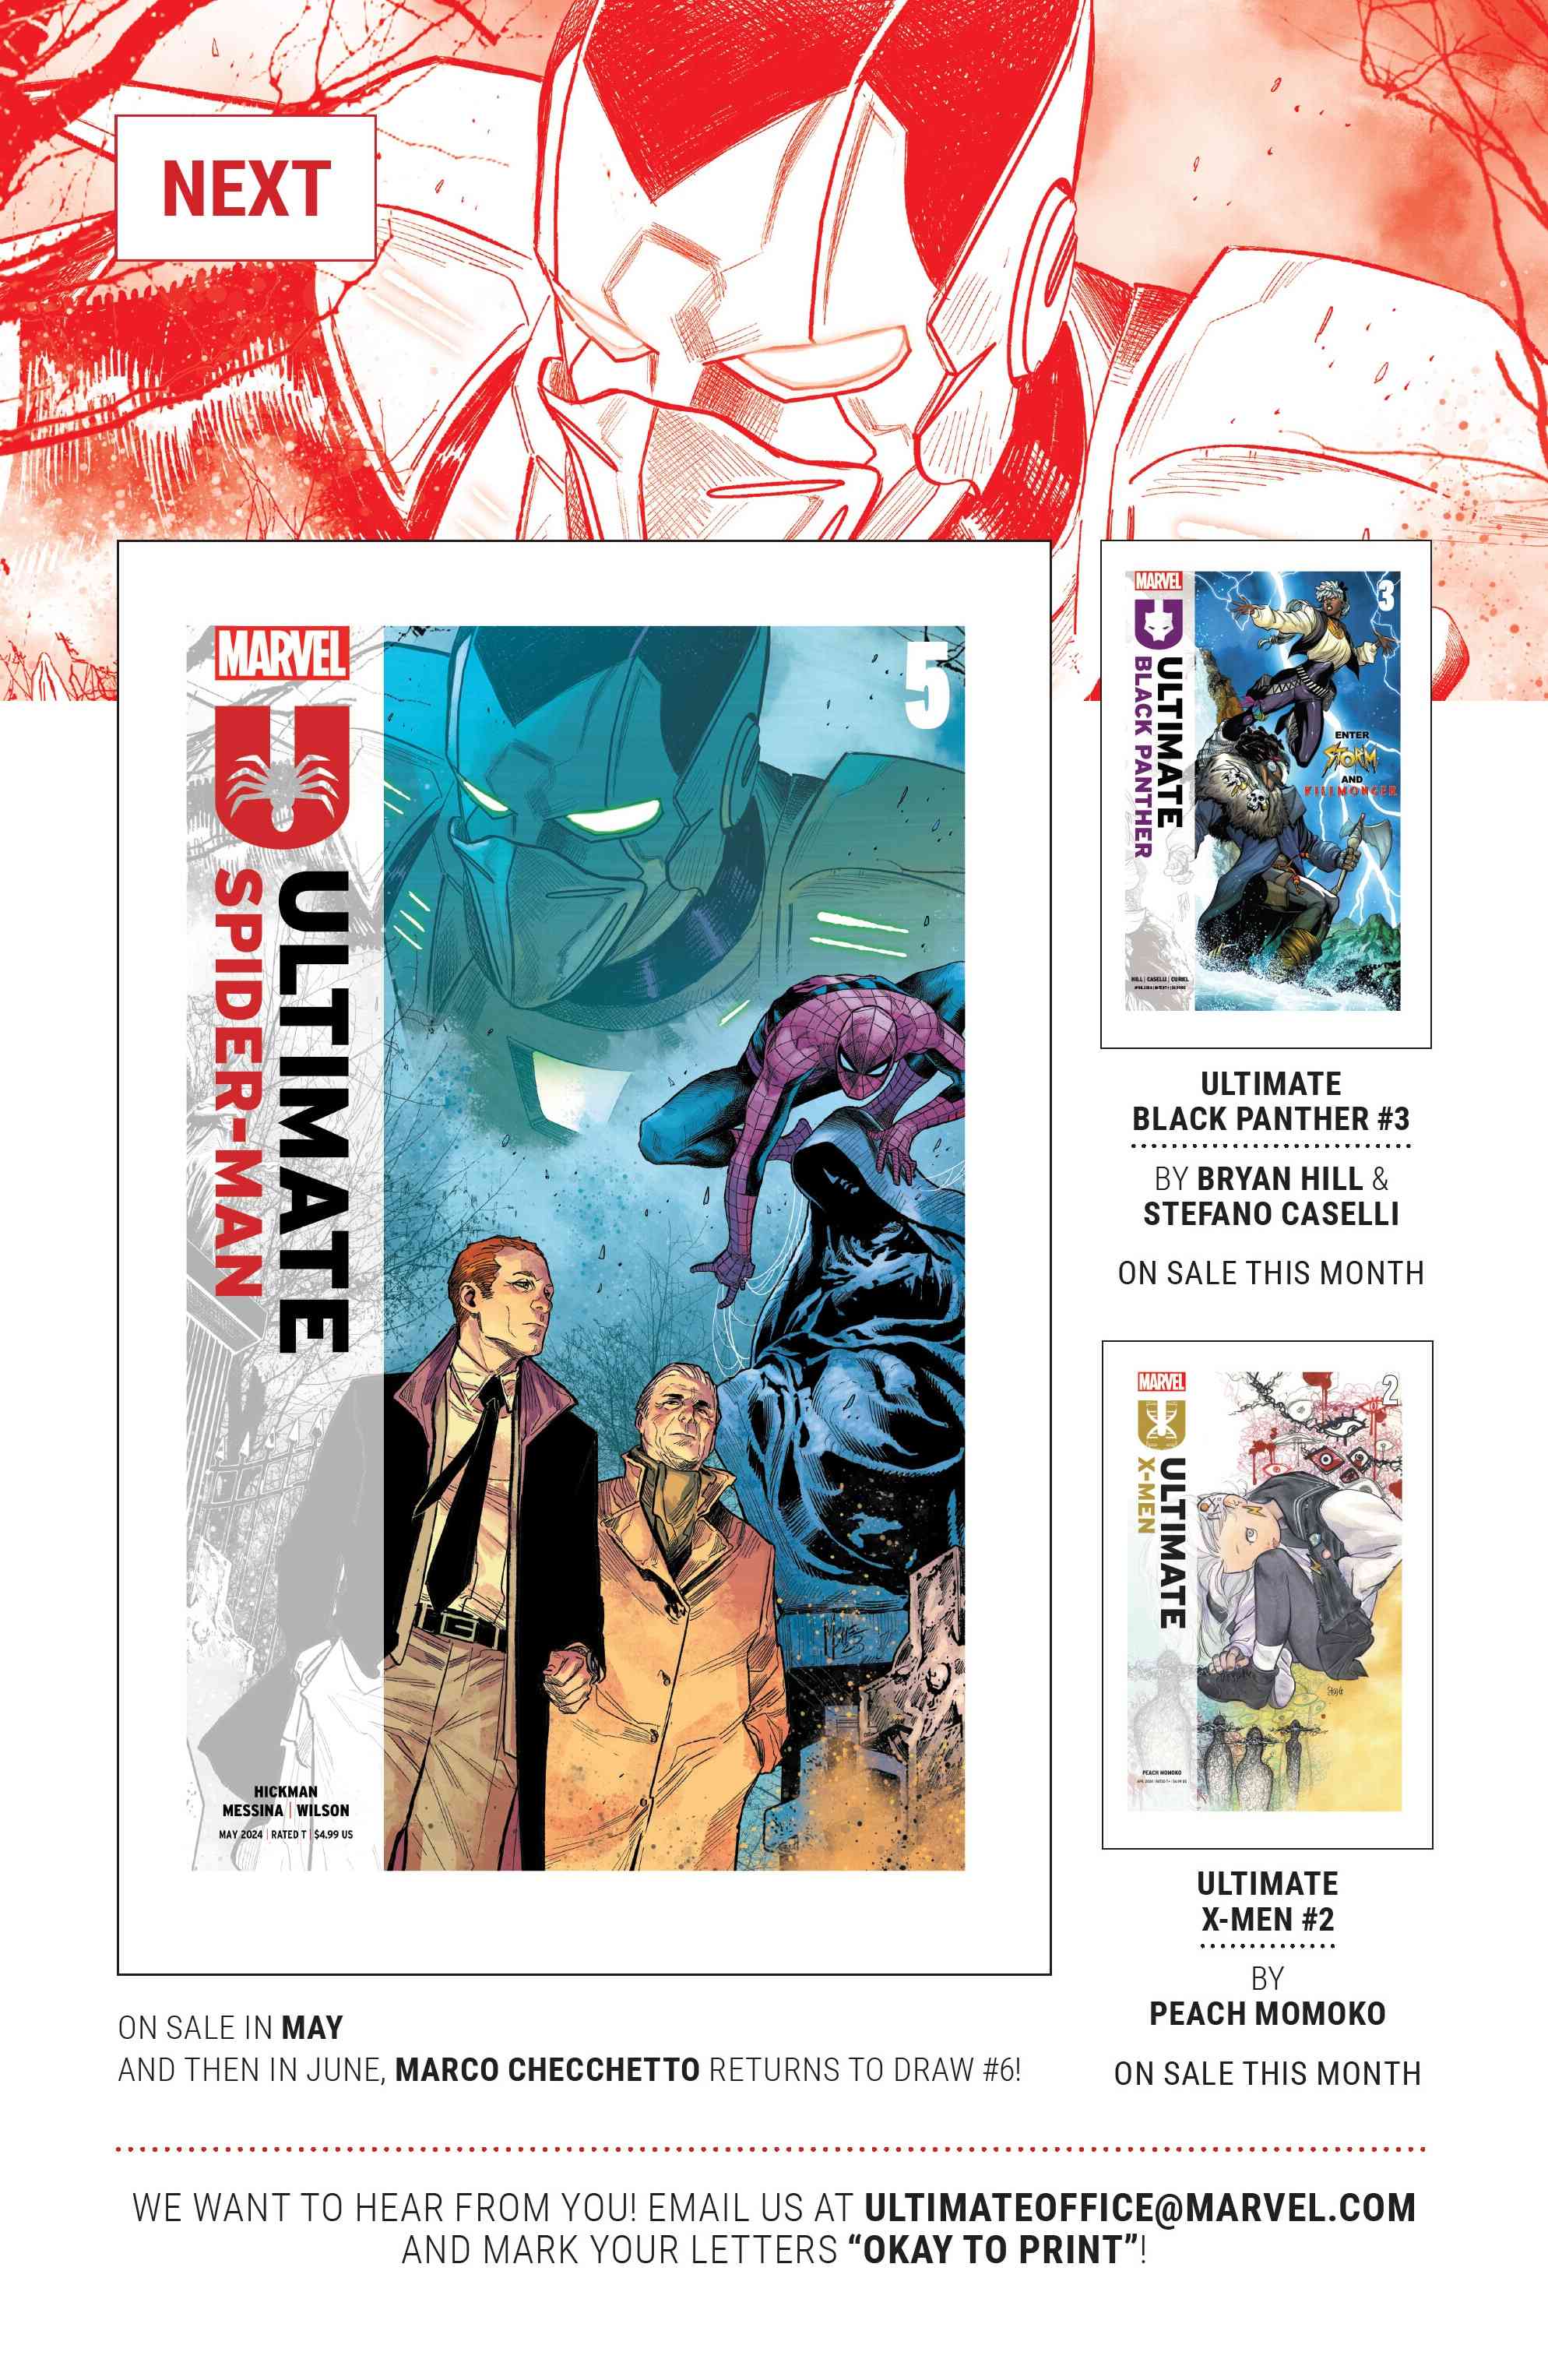 NEXT
MARVEL
5
ULTIMATE
SPIDER-MAN
HICKMAN
MESSINA | WILSON
MAY 2024 | RATED T | $4.99 US
ON SALE IN MAY
AND THEN IN JUNE, MARCO CHECCHETTO RETURNS TO DRAW #6!
MARVEL
3
ULTIMATE
BLACK PANTHER
ENTER
STORM
AND
KILLMONGER
HILL | CASELLI | CURIEL
ULTIMATE
BLACK PANTHER #3
BY BRYAN HILL &
STEFANO CASELLI
ON SALE THIS MONTH
MARVEL
2
ULTIMATE
X-MEN
PEACH MOMOKO
ULTIMATE
X-MEN #2
BY
PEACH MOMOKO
ON SALE THIS MONTH
WE WANT TO HEAR FROM YOU! EMAIL US AT ULTIMATEOFFICE@MARVEL.COM
AND MARK YOUR LETTERS “OKAY TO PRINT”!